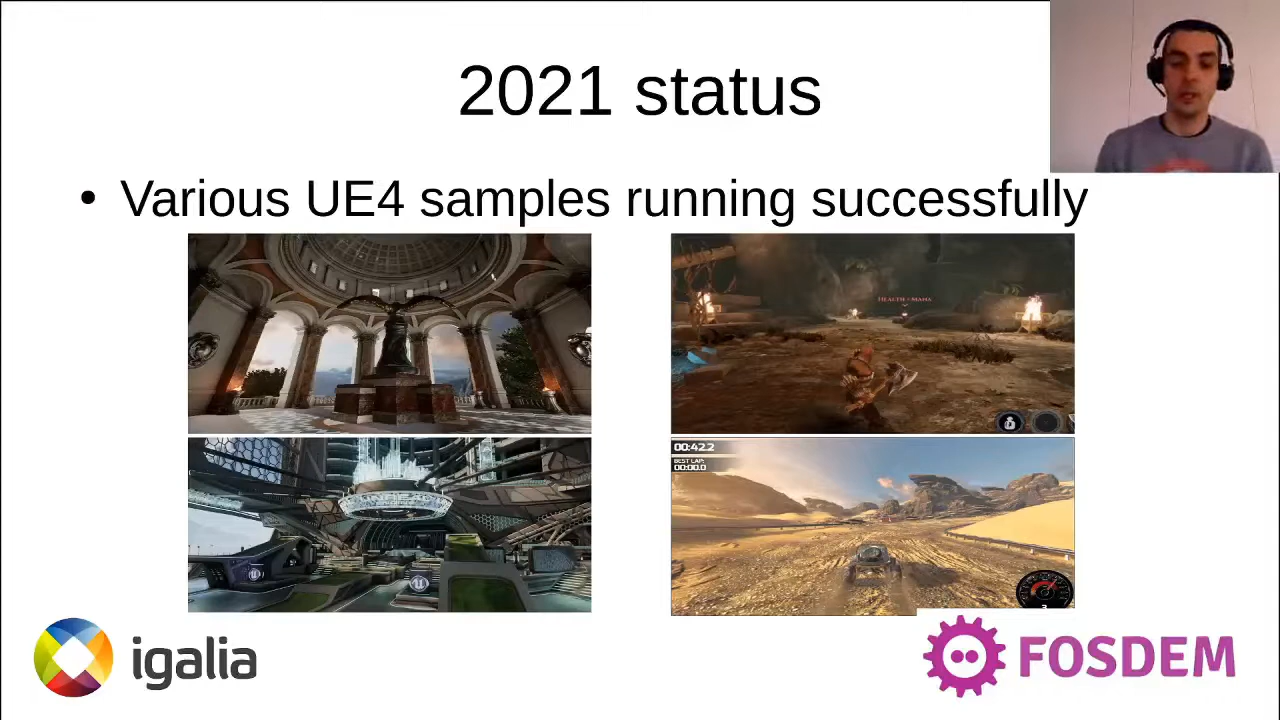 2021 status
• Various UE4 samples running successfully
HEALTH + MANA
00:42.2
BEST LAP:
00:00.0
3
igalia
FOSDEM